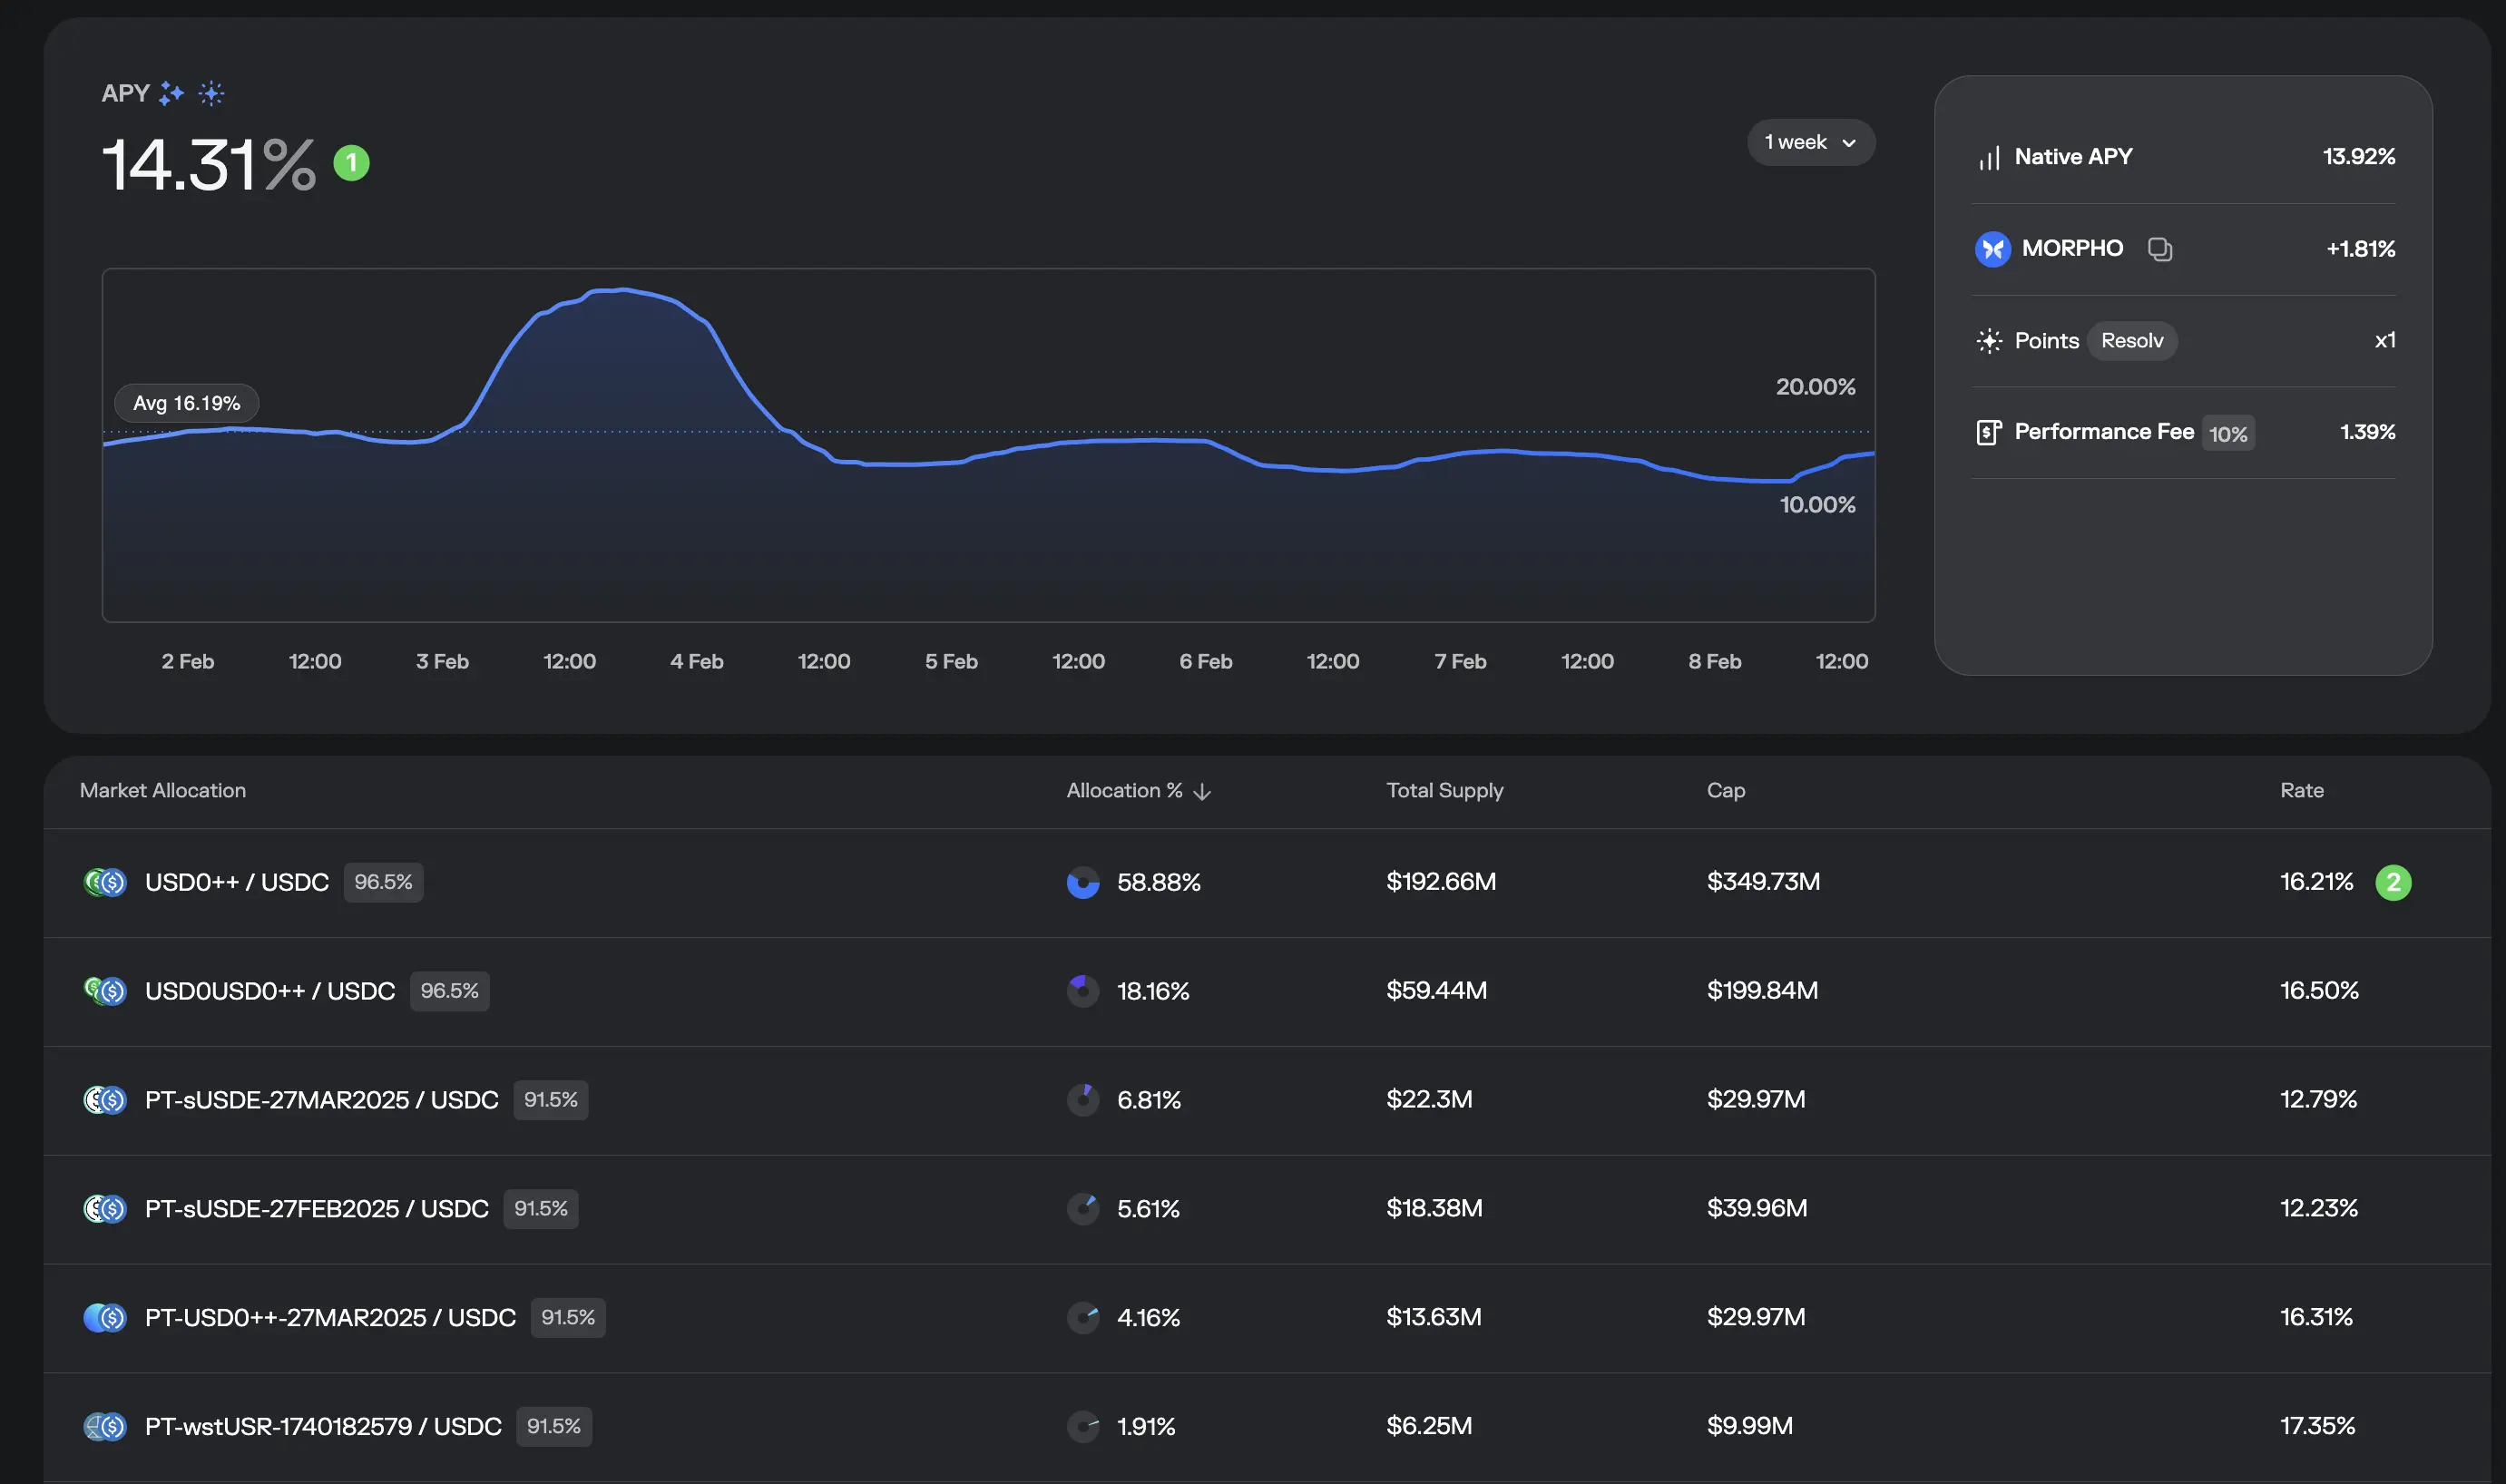 APY
14.31% 1
1 week
Avg 16.19%
20.00%
10.00%
2 Feb 12:00 3 Feb 12:00 4 Feb 12:00 5 Feb 12:00 6 Feb 12:00 7 Feb 12:00 8 Feb 12:00
Native APY 13.92%
MORPHO +1.81%
Points Resolv x1
Performance Fee 10% 1.39%
Market Allocation Allocation % Total Supply Cap Rate
USD0++ / USDC 96.5% 58.88% $192.66M $349.73M 16.21% 2
USD0USD0++ / USDC 96.5% 18.16% $59.44M $199.84M 16.50%
PT-sUSDE-27MAR2025 / USDC 91.5% 6.81% $22.3M $29.97M 12.79%
PT-sUSDE-27FEB2025 / USDC 91.5% 5.61% $18.38M $39.96M 12.23%
PT-USD0++-27MAR2025 / USDC 91.5% 4.16% $13.63M $29.97M 16.31%
PT-wstUSR-1740182579 / USDC 91.5% 1.91% $6.25M $9.99M 17.35%